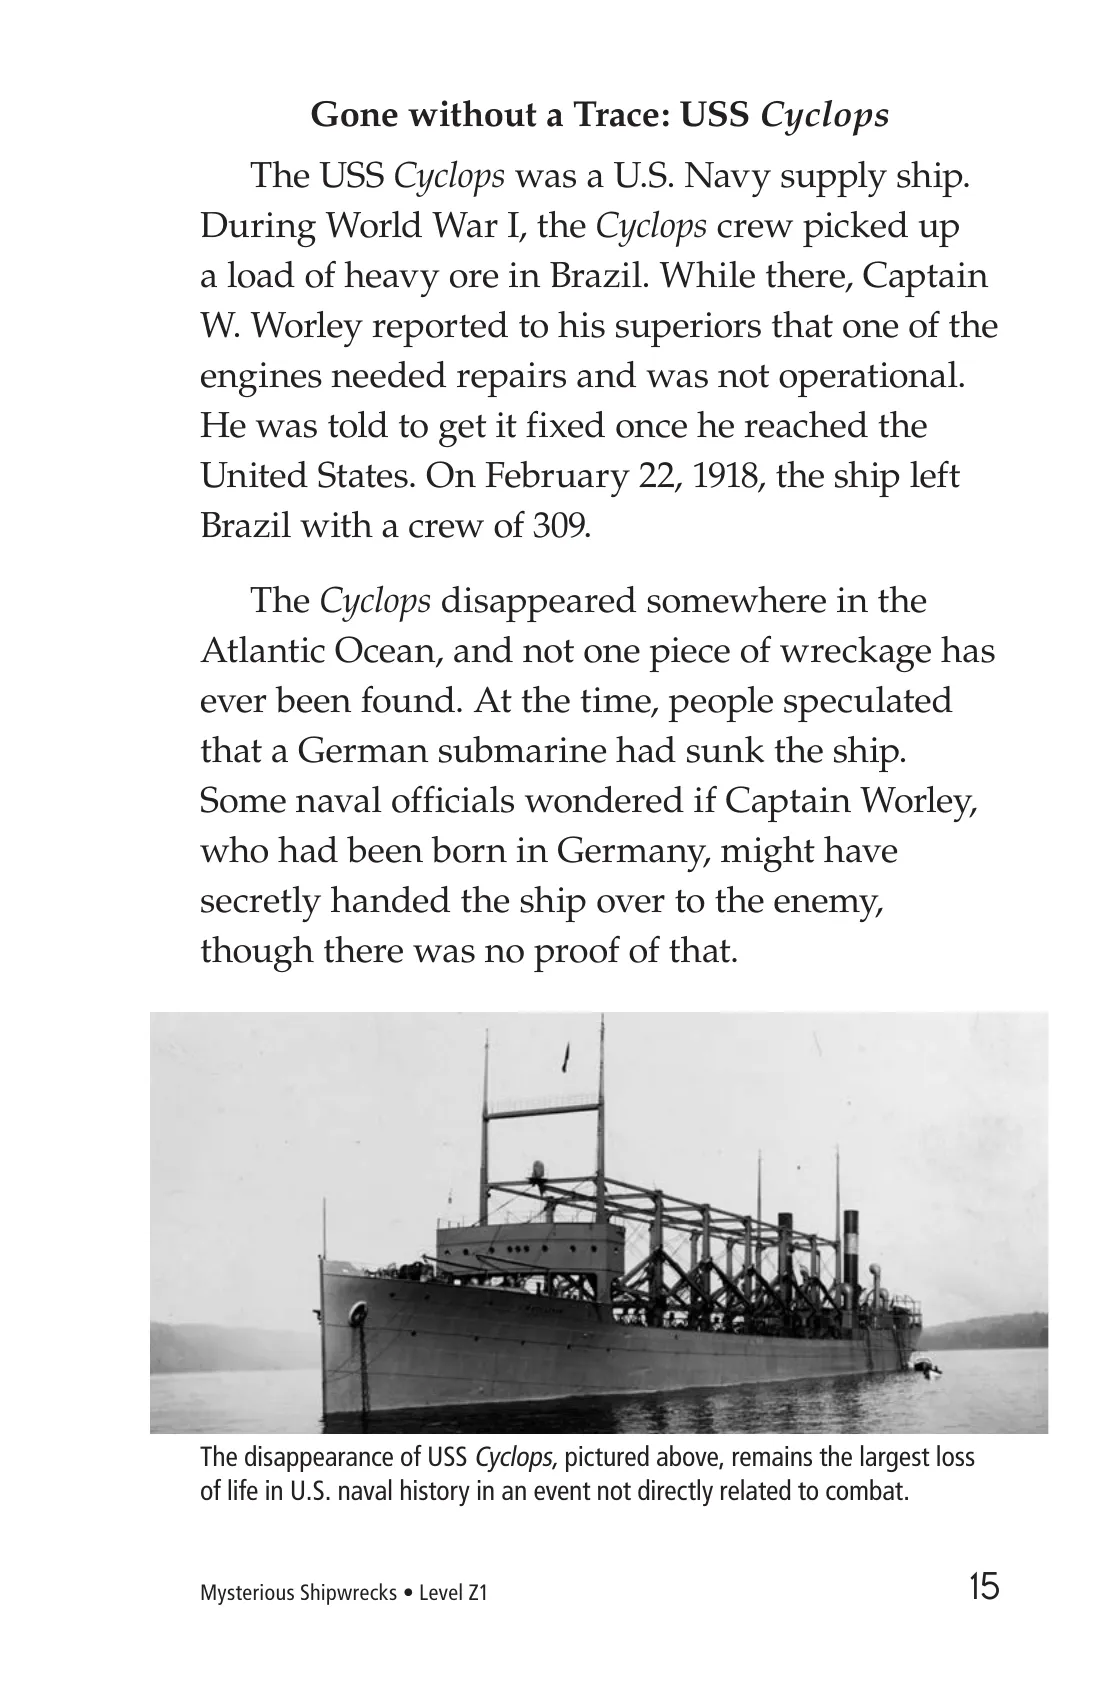 Gone without a Trace: USS Cyclops
The USS Cyclops was a U.S. Navy supply ship.
During World War I, the Cyclops crew picked up
a load of heavy ore in Brazil. While there, Captain
W. Worley reported to his superiors that one of the
engines needed repairs and was not operational.
He was told to get it fixed once he reached the
United States. On February 22, 1918, the ship left
Brazil with a crew of 309.
The Cyclops disappeared somewhere in the
Atlantic Ocean, and not one piece of wreckage has
ever been found. At the time, people speculated
that a German submarine had sunk the ship.
Some naval officials wondered if Captain Worley,
who had been born in Germany, might have
secretly handed the ship over to the enemy,
though there was no proof of that.
The disappearance of USS Cyclops, pictured above, remains the largest loss
of life in U.S. naval history in an event not directly related to combat.
Mysterious Shipwrecks • Level Z1
15